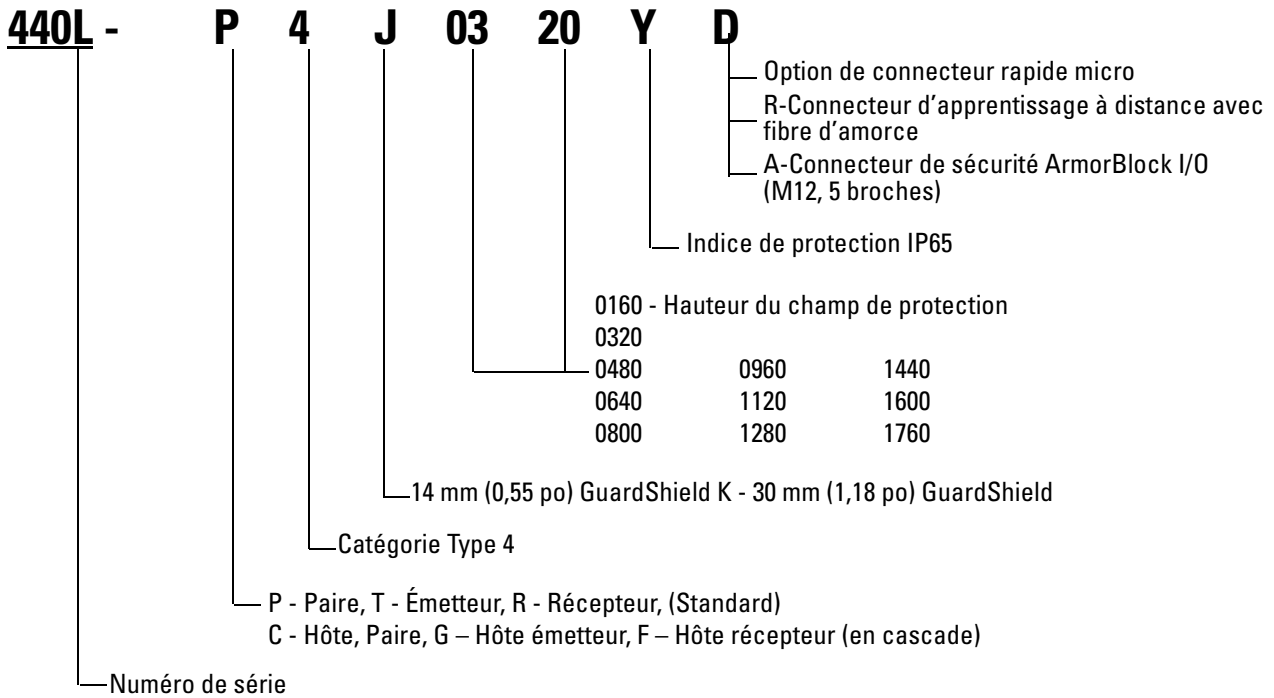 440L - P 4 J 03 20 Y D
Option de connecteur rapide micro
R-Connecteur d'apprentissage à distance avec
fibre d'amorce
A-Connecteur de sécurité ArmorBlock I/O
(M12, 5 broches)
Indice de protection IP65
0160 - Hauteur du champ de protection
0320
0480 0960 1440
0640 1120 1600
0800 1280 1760
14 mm (0,55 po) GuardShield K - 30 mm (1,18 po) GuardShield
Catégorie Type 4
P - Paire, T - Émetteur, R - Récepteur, (Standard)
C - Hôte, Paire, G – Hôte émetteur, F – Hôte récepteur (en cascade)
Numéro de série